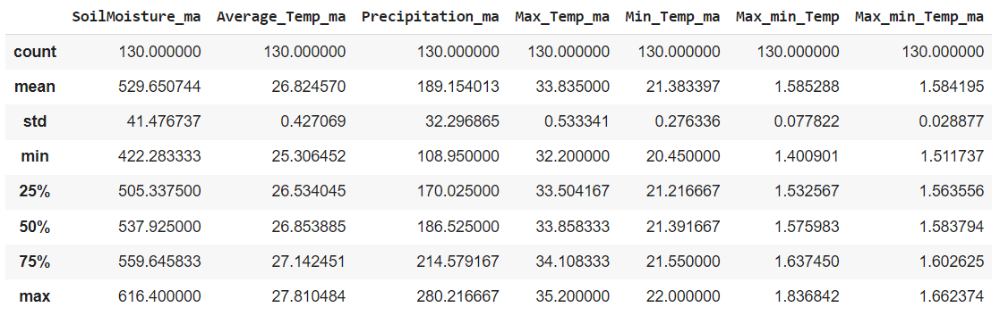 SoilMoisture_ma Average_Temp_ma Precipitation_ma Max_Temp_ma Min_Temp_ma Max_min_Temp Max_min_Temp_ma
count 130.000000 130.000000 130.000000 130.000000 130.000000 130.000000 130.000000
mean 529.650744 26.824570 189.154013 33.835000 21.383397 1.585288 1.584195
std 41.476737 0.427069 32.296865 0.533341 0.276336 0.077822 0.028877
min 422.283333 25.306452 108.950000 32.200000 20.450000 1.400901 1.511737
25% 505.337500 26.534045 170.025000 33.504167 21.216667 1.532567 1.563556
50% 537.925000 26.853885 186.525000 33.858333 21.391667 1.575983 1.583794
75% 559.645833 27.142451 214.579167 34.108333 21.550000 1.637450 1.602625
max 616.400000 27.810484 280.216667 35.200000 22.000000 1.836842 1.662374